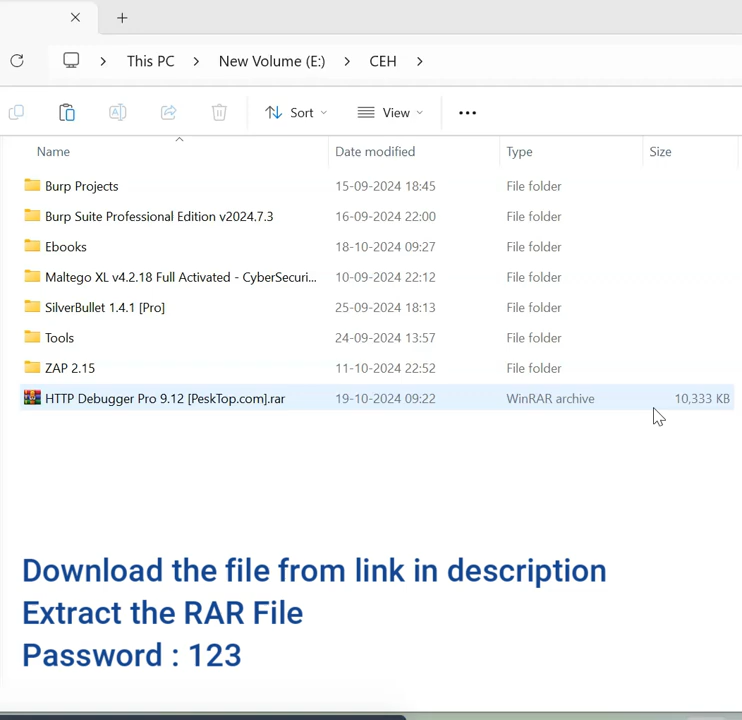 This PC > New Volume (E:) > CEH >
Sort View
Name Date modified Type Size
Burp Projects 15-09-2024 18:45 File folder
Burp Suite Professional Edition v2024.7.3 16-09-2024 22:00 File folder
Ebooks 18-10-2024 09:27 File folder
Maltego XL v4.2.18 Full Activated - CyberSecuri... 10-09-2024 22:12 File folder
SilverBullet 1.4.1 [Pro] 25-09-2024 18:13 File folder
Tools 24-09-2024 13:57 File folder
ZAP 2.15 11-10-2024 22:52 File folder
HTTP Debugger Pro 9.12 [PeskTop.com].rar 19-10-2024 09:22 WinRAR archive 10,333 KB
Download the file from link in description
Extract the RAR File
Password : 123